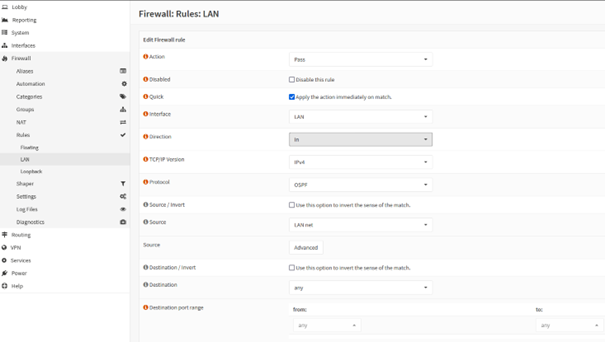 Lobby
Reporting
System
Interfaces
Firewall
Aliases
Automation
Categories
Groups
NAT
Rules
Floating
LAN
Loopback
Shaper
Settings
Log Files
Diagnostics
Routing
VPN
Services
Power
Help
Firewall: Rules: LAN
Edit Firewall rule
Action Pass
Disabled Disable this rule
Quick Apply the action immediately on match.
Interface LAN
Direction in
TCP/IP Version IPv4
Protocol OSPF
Source / Invert Use this option to invert the sense of the match.
Source LAN net
Source Advanced
Destination / Invert Use this option to invert the sense of the match.
Destination any
Destination port range from: to:
any any